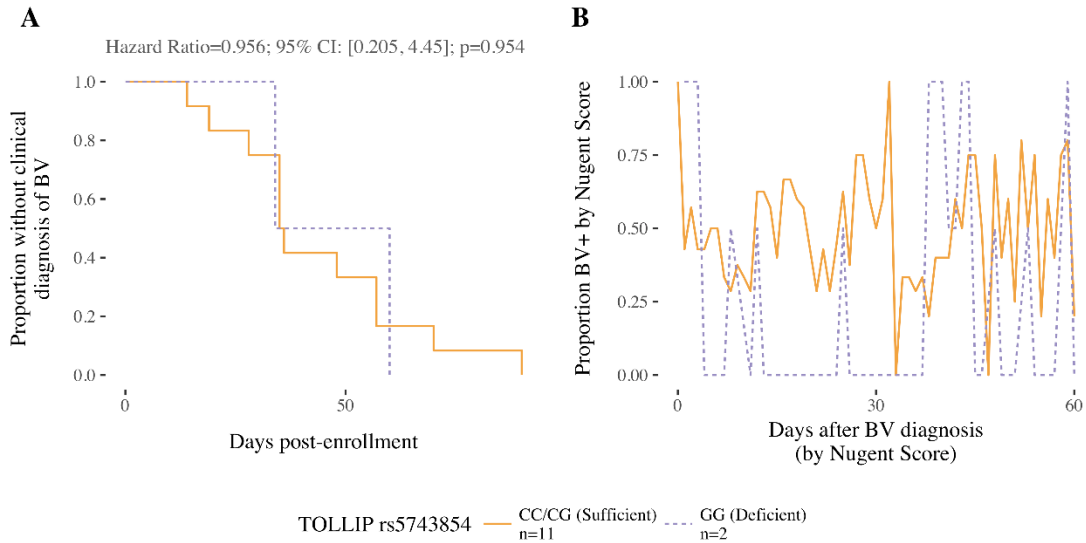 A
Hazard Ratio=0.956; 95% CI: [0.205, 4.45]; p=0.954
Proportion without clinical
diagnosis of BV
1.0
0.8
0.6
0.4
0.2
0.0
0
50
Days post-enrollment
B
Proportion BV+ by Nugent Score
1.00
0.75
0.50
0.25
0.00
0
30
60
Days after BV diagnosis
(by Nugent Score)
TOLLIP rs5743854
CC/CG (Sufficient)
n=11
GG (Deficient)
n=2